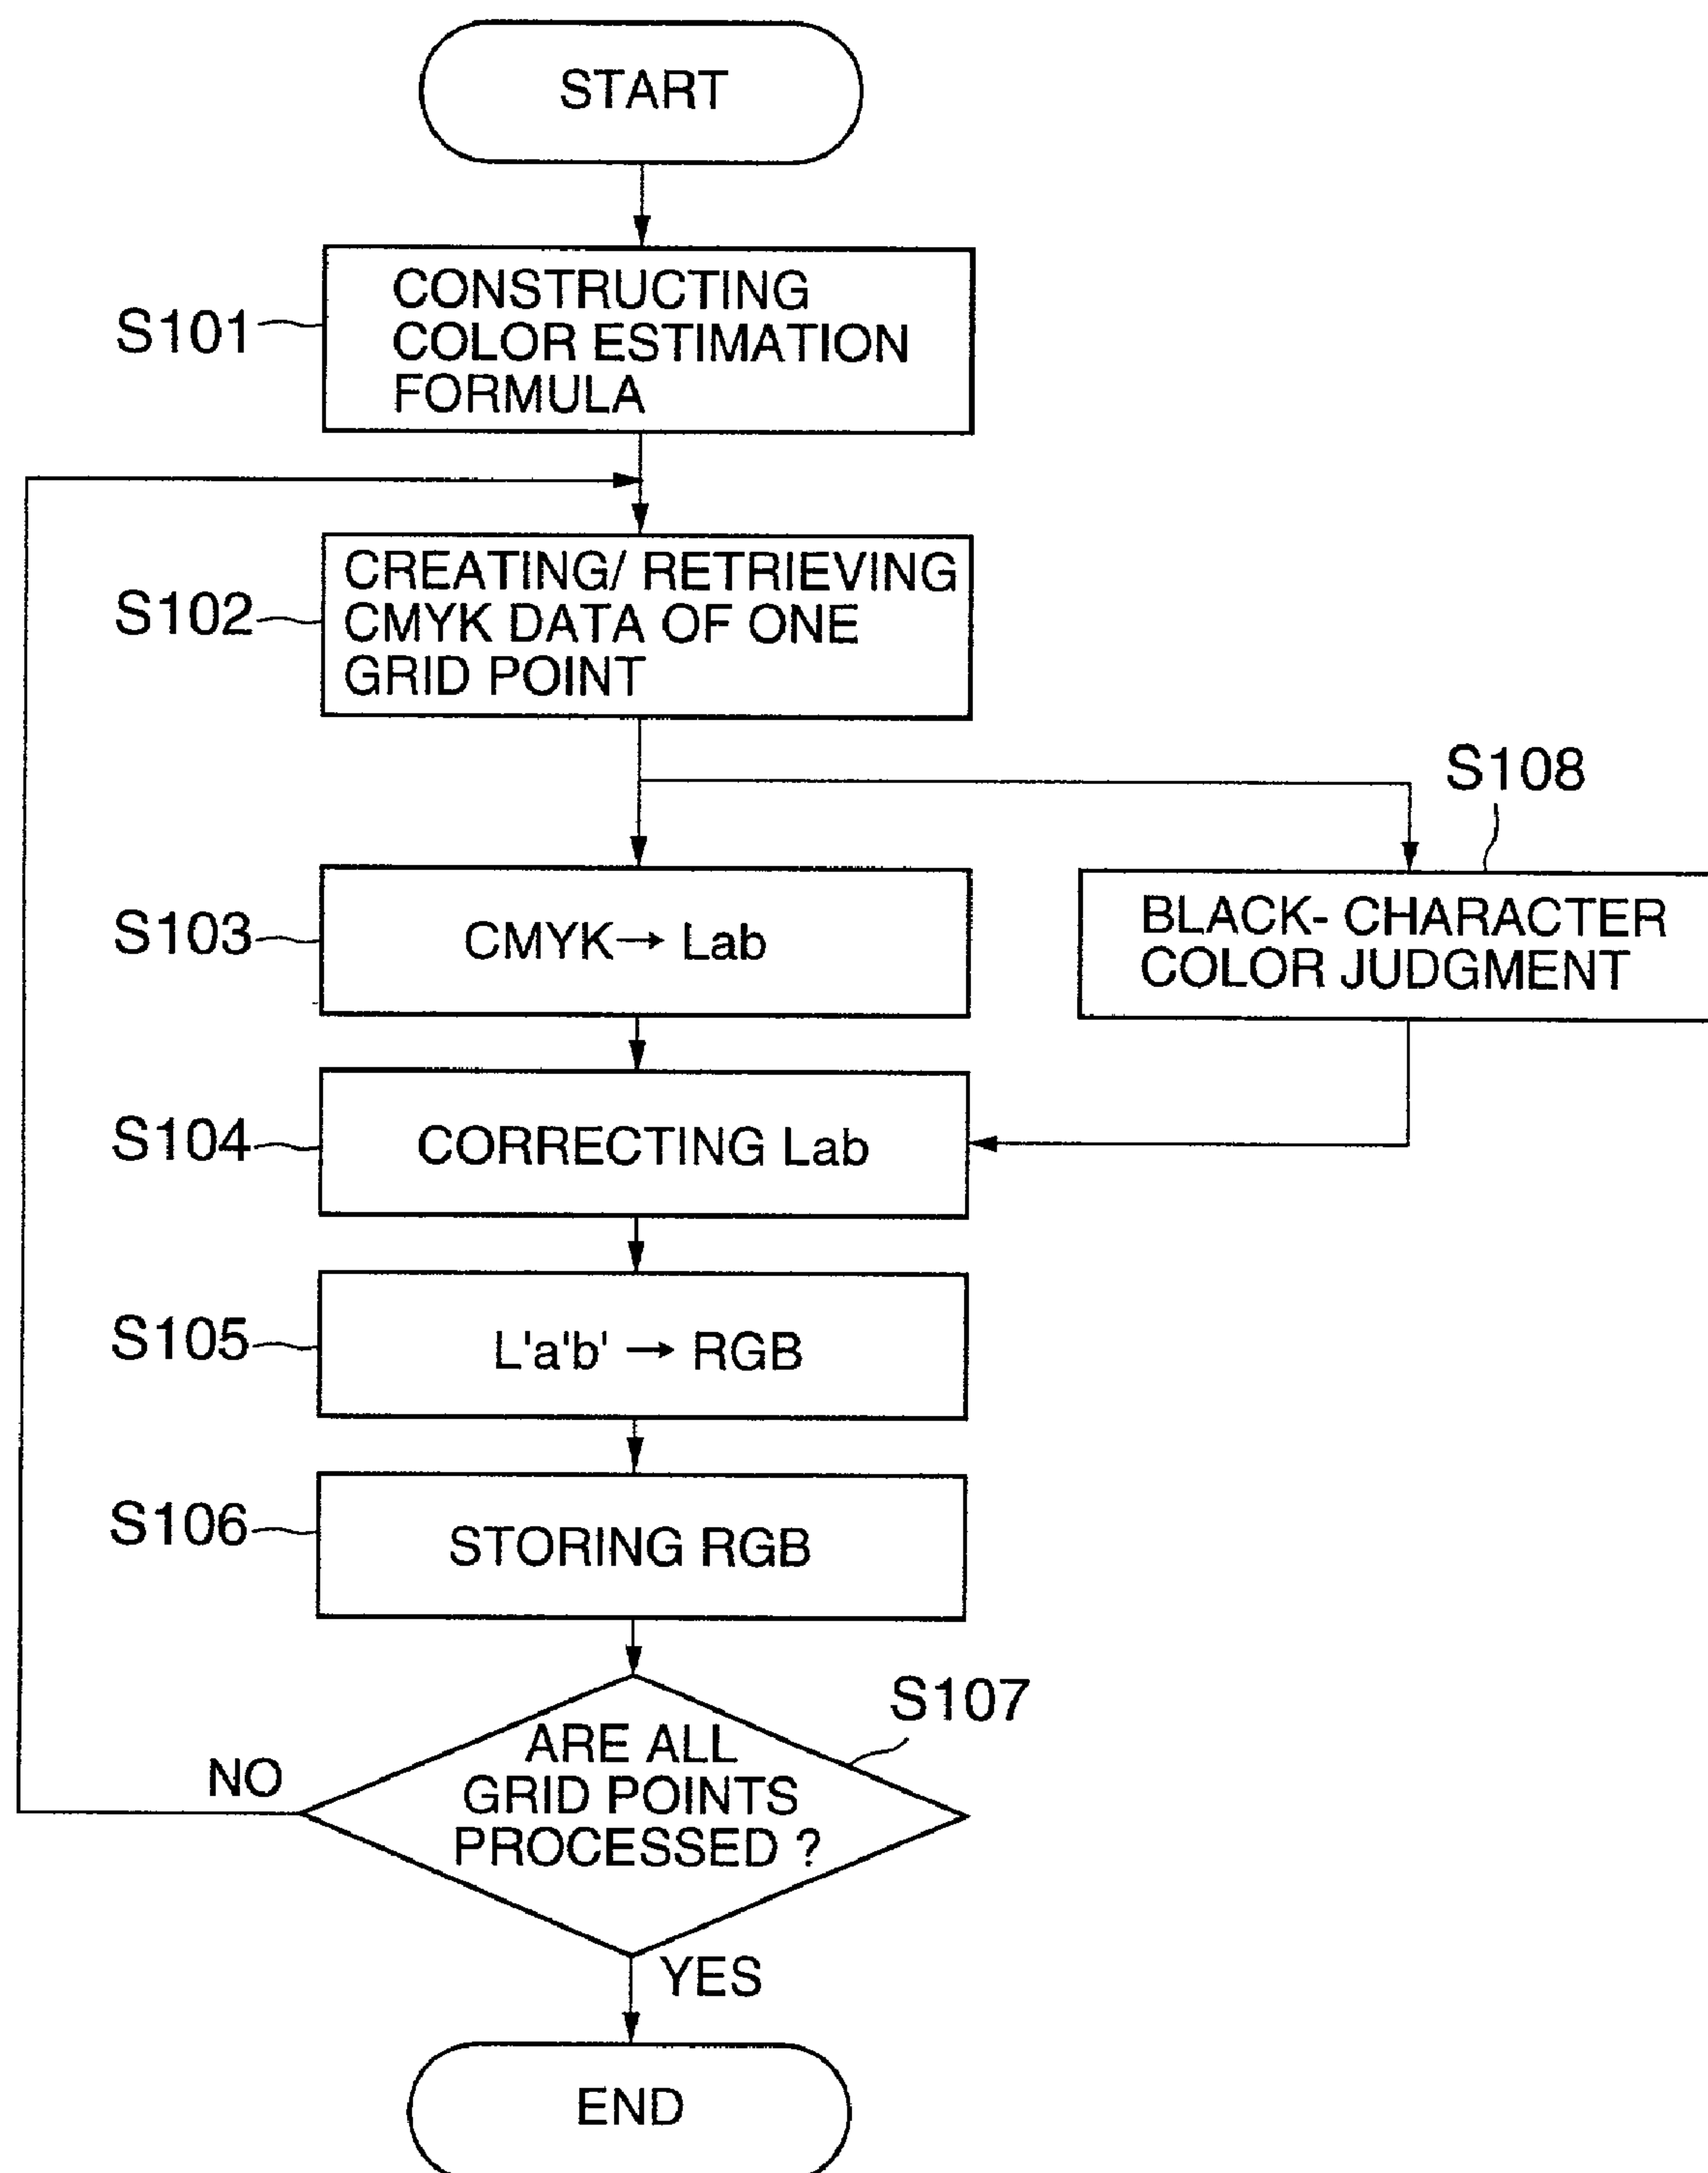 START
S101
CONSTRUCTING
COLOR ESTIMATION
FORMULA
S102
CREATING/ RETRIEVING
CMYK DATA OF ONE
GRID POINT
S108
S103
CMYK→ Lab
BLACK- CHARACTER
COLOR JUDGMENT
S104
CORRECTING Lab
S105
L'a'b' → RGB
S106
STORING RGB
S107
ARE ALL
GRID POINTS
PROCESSED ?
NO
YES
END